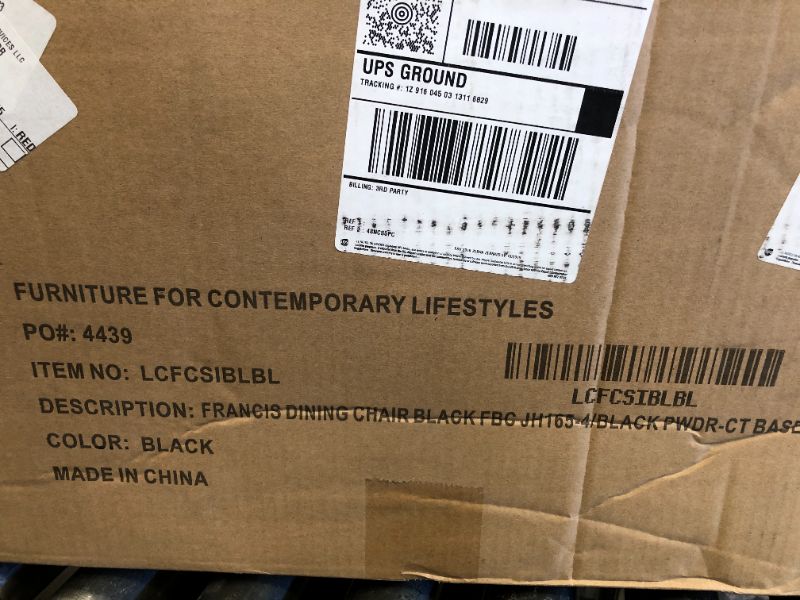 UPS GROUND
TRACKING #: 1Z 916 045 03 1311 6829
BILLING: 3RD PARTY
REF
REF
FURNITURE FOR CONTEMPORARY LIFESTYLES
PO#: 4439
ITEM NO: LCFCSIBLBL
LCFCSIBLBL
DESCRIPTION: FRANCIS DINING CHAIR BLACK FBC JH165-4/BLACK PWDR-CT BASE
COLOR: BLACK
MADE IN CHINA